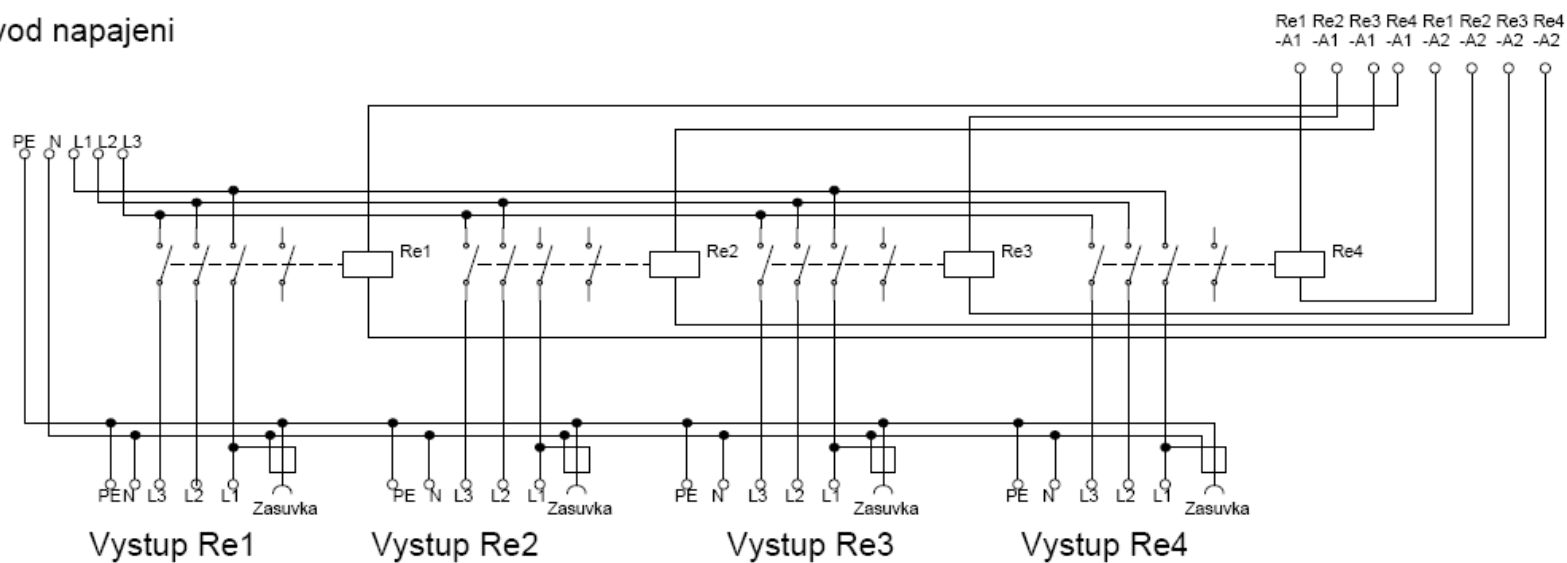 vod napajeni
Re1 Re2 Re3 Re4 Re1 Re2 Re3 Re4
-A1 -A1 -A1 -A1 -A2 -A2 -A2 -A2
PE N L1 L2 L3
Re1 Re2 Re3 Re4
PE N L3 L2 L1 Zasuvka PE N L3 L2 L1 Zasuvka PE N L3 L2 L1 Zasuvka PE N L3 L2 L1 Zasuvka
Vystup Re1 Vystup Re2 Vystup Re3 Vystup Re4